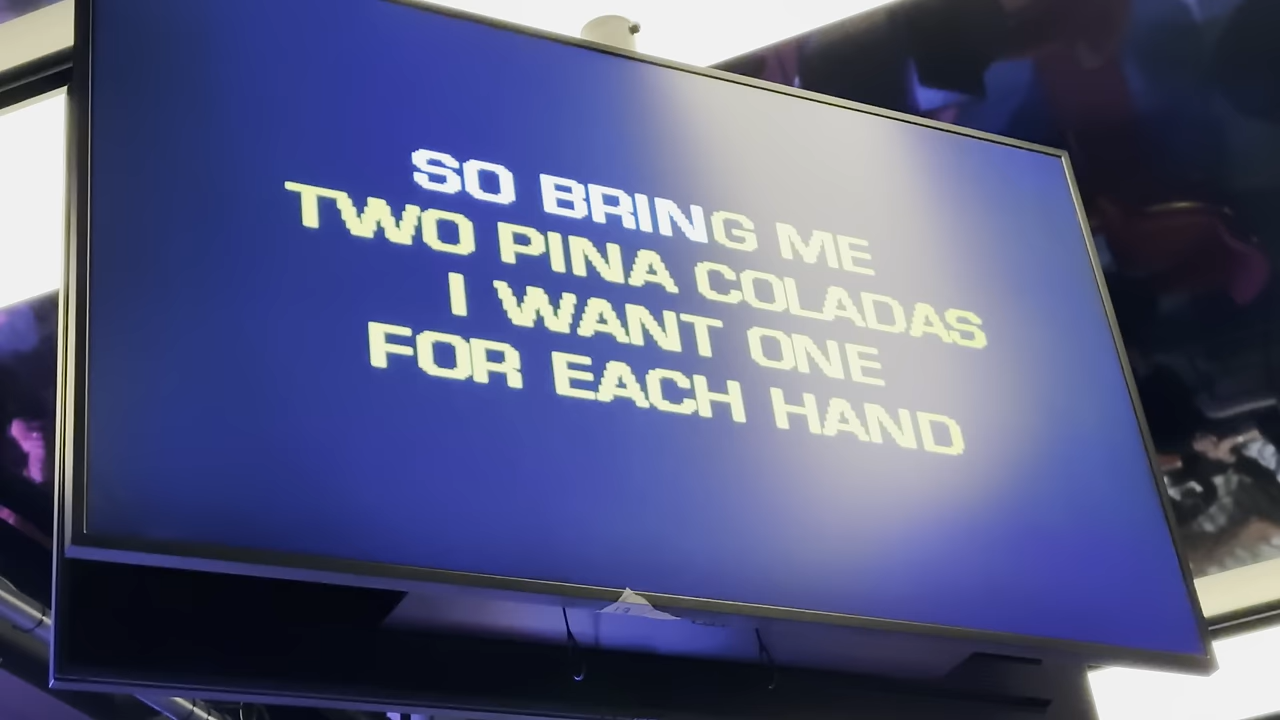 SO BRING ME
TWO PINA COLADAS
I WANT ONE
FOR EACH HAND